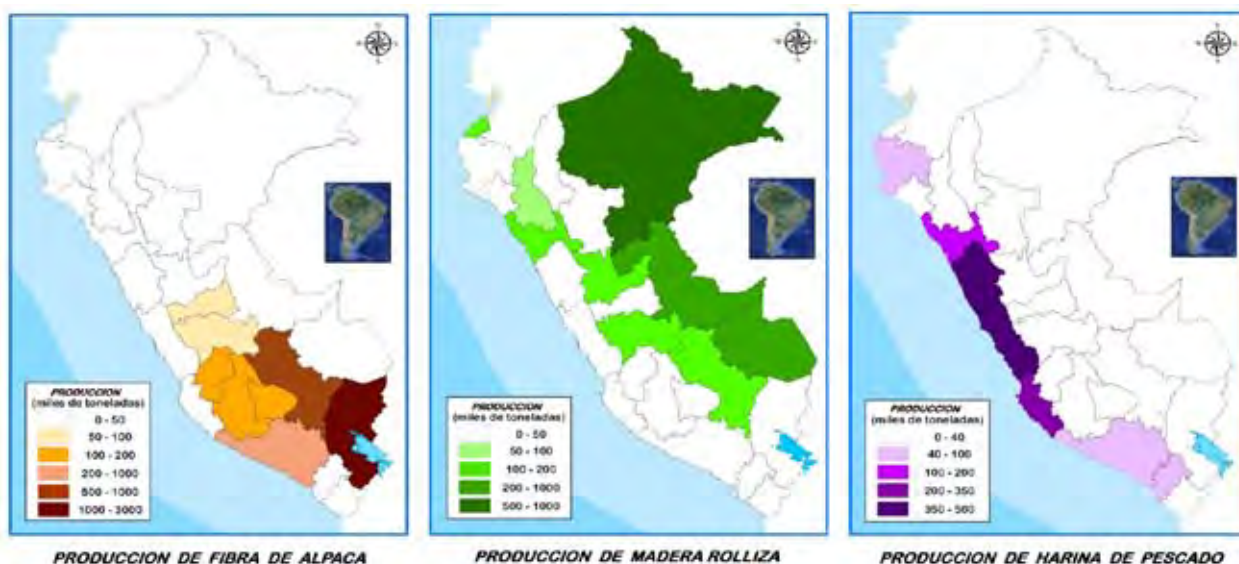 PRODUCCION
(miles de toneladas)
0 - 50
50 - 100
100 - 200
200 - 1000
500 - 1000
1000 - 3000
PRODUCCION DE FIBRA DE ALPACA
PRODUCCION
(miles de toneladas)
0 - 50
50 - 100
100 - 200
200 - 1000
500 - 1000
PRODUCCION DE MADERA ROLLIZA
PRODUCCION
(miles de toneladas)
0 - 40
40 - 100
100 - 200
200 - 350
350 - 500
PRODUCCION DE HARINA DE PESCADO